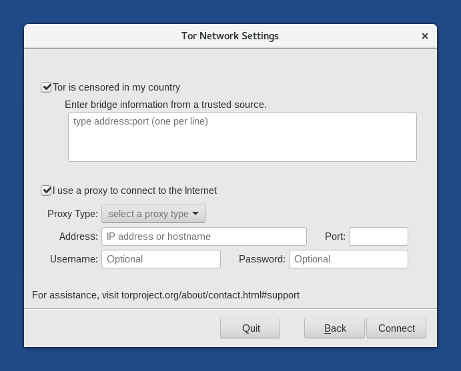 Tor Network Settings ×
Tor is censored in my country
Enter bridge information from a trusted source.
type address:port (one per line)
I use a proxy to connect to the Internet
Proxy Type: select a proxy type
Address: IP address or hostname Port:
Username: Optional Password: Optional
For assistance, visit torproject.org/about/contact.html#support
Quit Back Connect